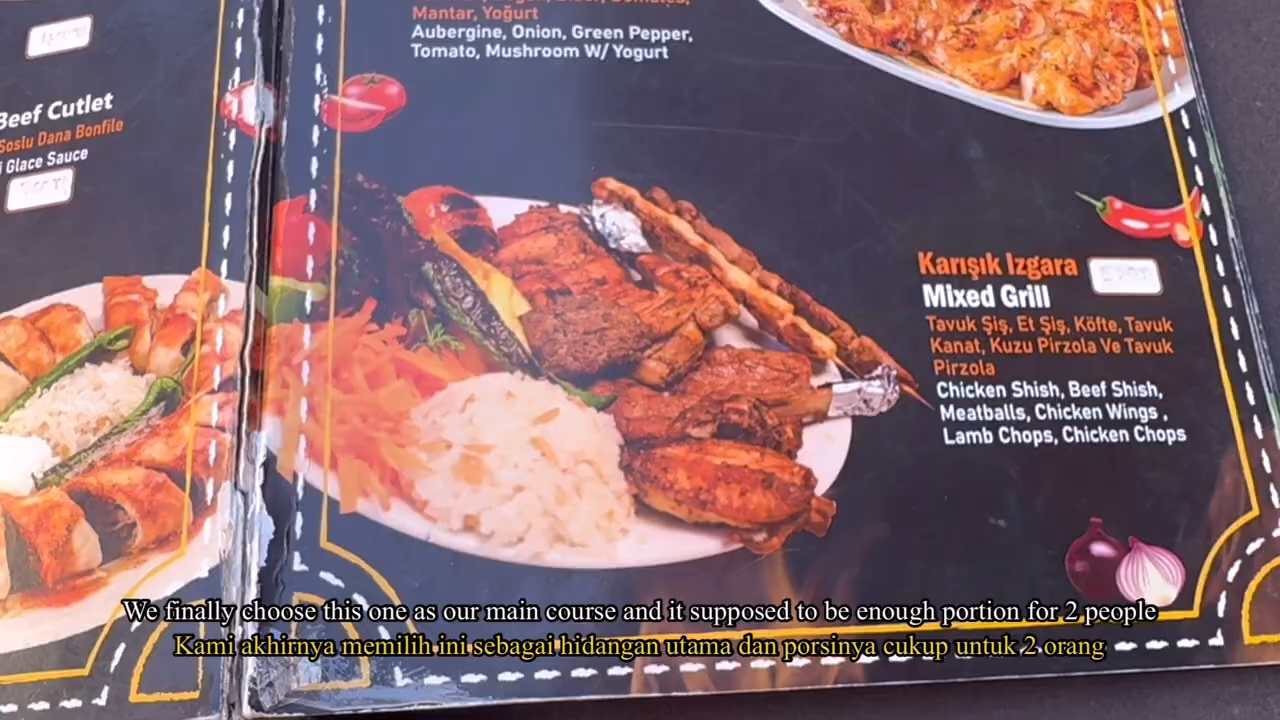 Mantar, Yoğurt
Aubergine, Onion, Green Pepper,
Tomato, Mushroom W/ Yogurt
Beef Cutlet
Soslu Dana Bonfile
Glace Sauce
Karışık Izgara
Mixed Grill
Tavuk Şiş, Et Şiş, Köfte, Tavuk
Kanat, Kuzu Pirzola Ve Tavuk
Pirzola
Chicken Shish, Beef Shish,
Meatballs, Chicken Wings ,
Lamb Chops, Chicken Chops
We finally choose this one as our main course and it supposed to be enough portion for 2 people
Kami akhirnya memilih ini sebagai hidangan utama dan porsinya cukup untuk 2 orang